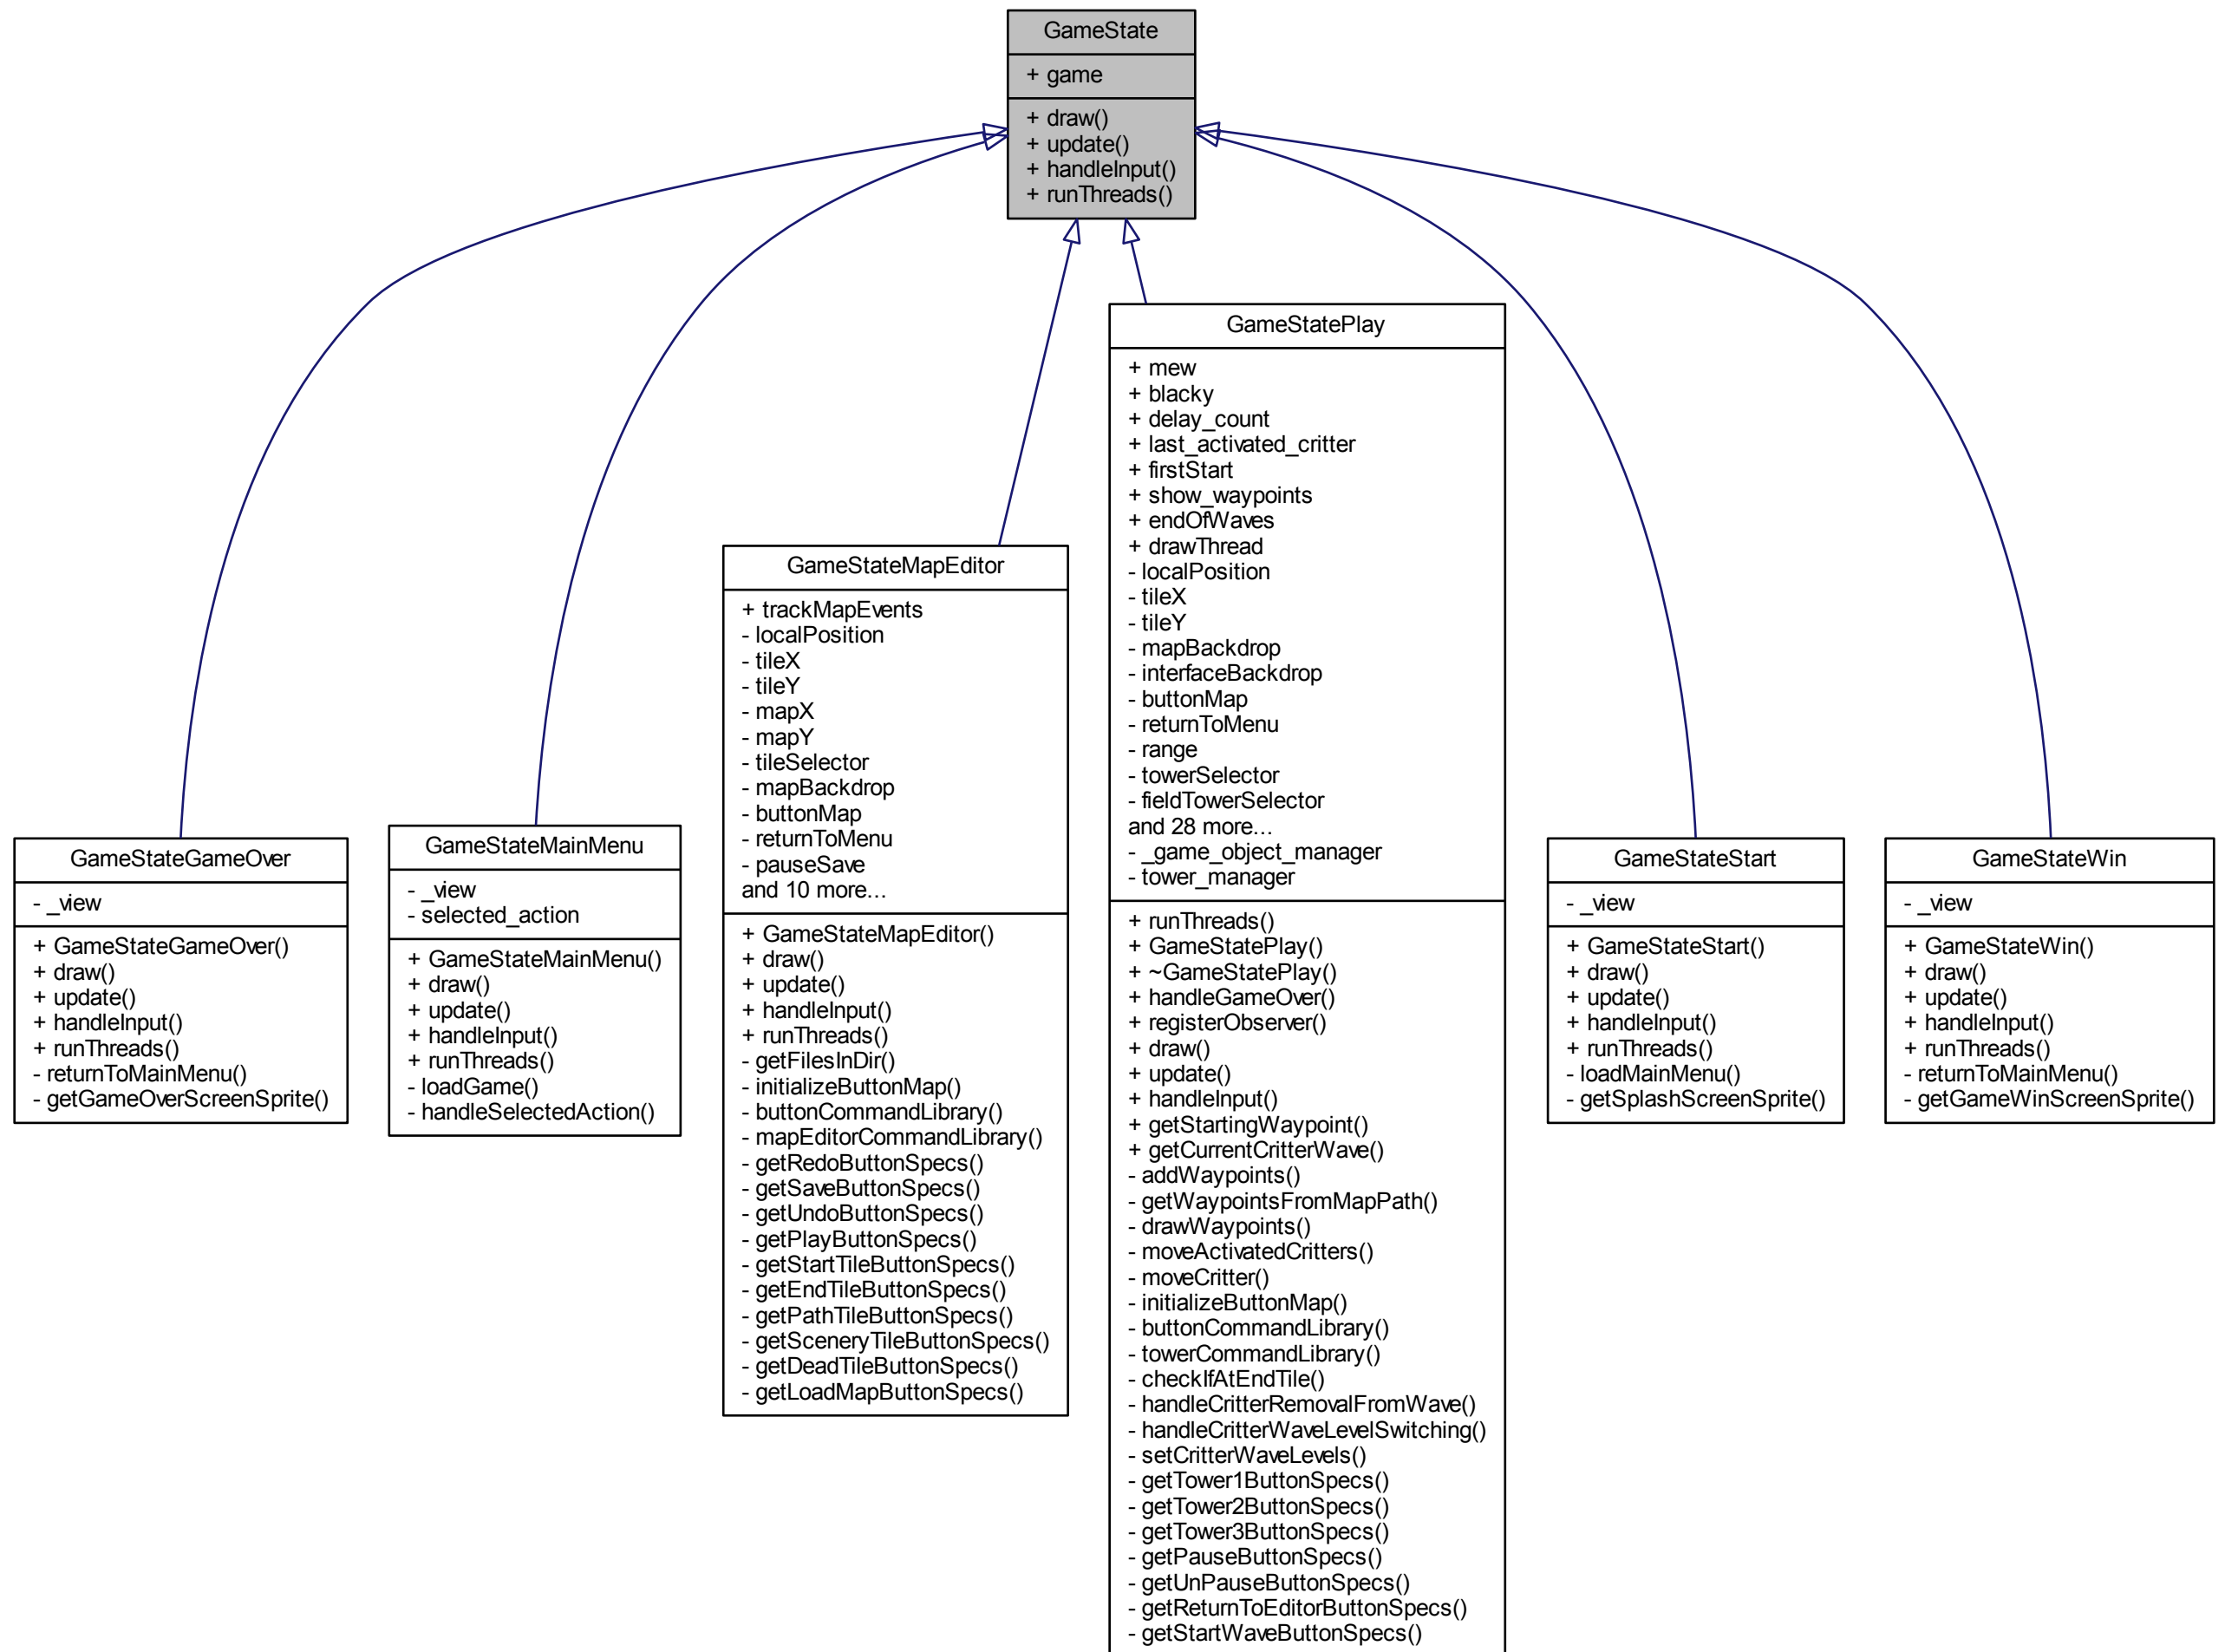 GameState
+ game
+ draw()
+ update()
+ handleInput()
+ runThreads()
GameStateGameOver
- _view
+ GameStateGameOver()
+ draw()
+ update()
+ handleInput()
+ runThreads()
- returnToMainMenu()
- getGameOverScreenSprite()
GameStateMainMenu
- _view
- selected_action
+ GameStateMainMenu()
+ draw()
+ update()
+ handleInput()
+ runThreads()
- loadGame()
- handleSelectedAction()
GameStateMapEditor
+ trackMapEvents
- localPosition
- tileX
- tileY
- mapX
- mapY
- tileSelector
- mapBackdrop
- buttonMap
- returnToMenu
- pauseSave
and 10 more...
+ GameStateMapEditor()
+ draw()
+ update()
+ handleInput()
+ runThreads()
- getFilesInDir()
- initializeButtonMap()
- buttonCommandLibrary()
- mapEditorCommandLibrary()
- getRedoButtonSpecs()
- getSaveButtonSpecs()
- getUndoButtonSpecs()
- getPlayButtonSpecs()
- getStartTileButtonSpecs()
- getEndTileButtonSpecs()
- getPathTileButtonSpecs()
- getSceneryTileButtonSpecs()
- getDeadTileButtonSpecs()
- getLoadMapButtonSpecs()
GameStatePlay
+ mew
+ blacky
+ delay_count
+ last_activated_critter
+ firstStart
+ show_waypoints
+ endOfWaves
+ drawThread
- localPosition
- tileX
- tileY
- mapBackdrop
- interfaceBackdrop
- buttonMap
- returnToMenu
- range
- towerSelector
- fieldTowerSelector
and 28 more...
- _game_object_manager
- tower_manager
+ runThreads()
+ GameStatePlay()
+ ~GameStatePlay()
+ handleGameOver()
+ registerObserver()
+ draw()
+ update()
+ handleInput()
+ getStartingWaypoint()
+ getCurrentCritterWave()
- addWaypoints()
- getWaypointsFromMapPath()
- drawWaypoints()
- moveActivatedCritters()
- moveCritter()
- initializeButtonMap()
- buttonCommandLibrary()
- towerCommandLibrary()
- checkIfAtEndTile()
- handleCritterRemovalFromWave()
- handleCritterWaveLevelSwitching()
- setCritterWaveLevels()
- getTower1ButtonSpecs()
- getTower2ButtonSpecs()
- getTower3ButtonSpecs()
- getPauseButtonSpecs()
- getUnPauseButtonSpecs()
- getReturnToEditorButtonSpecs()
- getStartWaveButtonSpecs()
GameStateStart
- _view
+ GameStateStart()
+ draw()
+ update()
+ handleInput()
+ runThreads()
- loadMainMenu()
- getSplashScreenSprite()
GameStateWin
- _view
+ GameStateWin()
+ draw()
+ update()
+ handleInput()
+ runThreads()
- returnToMainMenu()
- getGameWinScreenSprite()